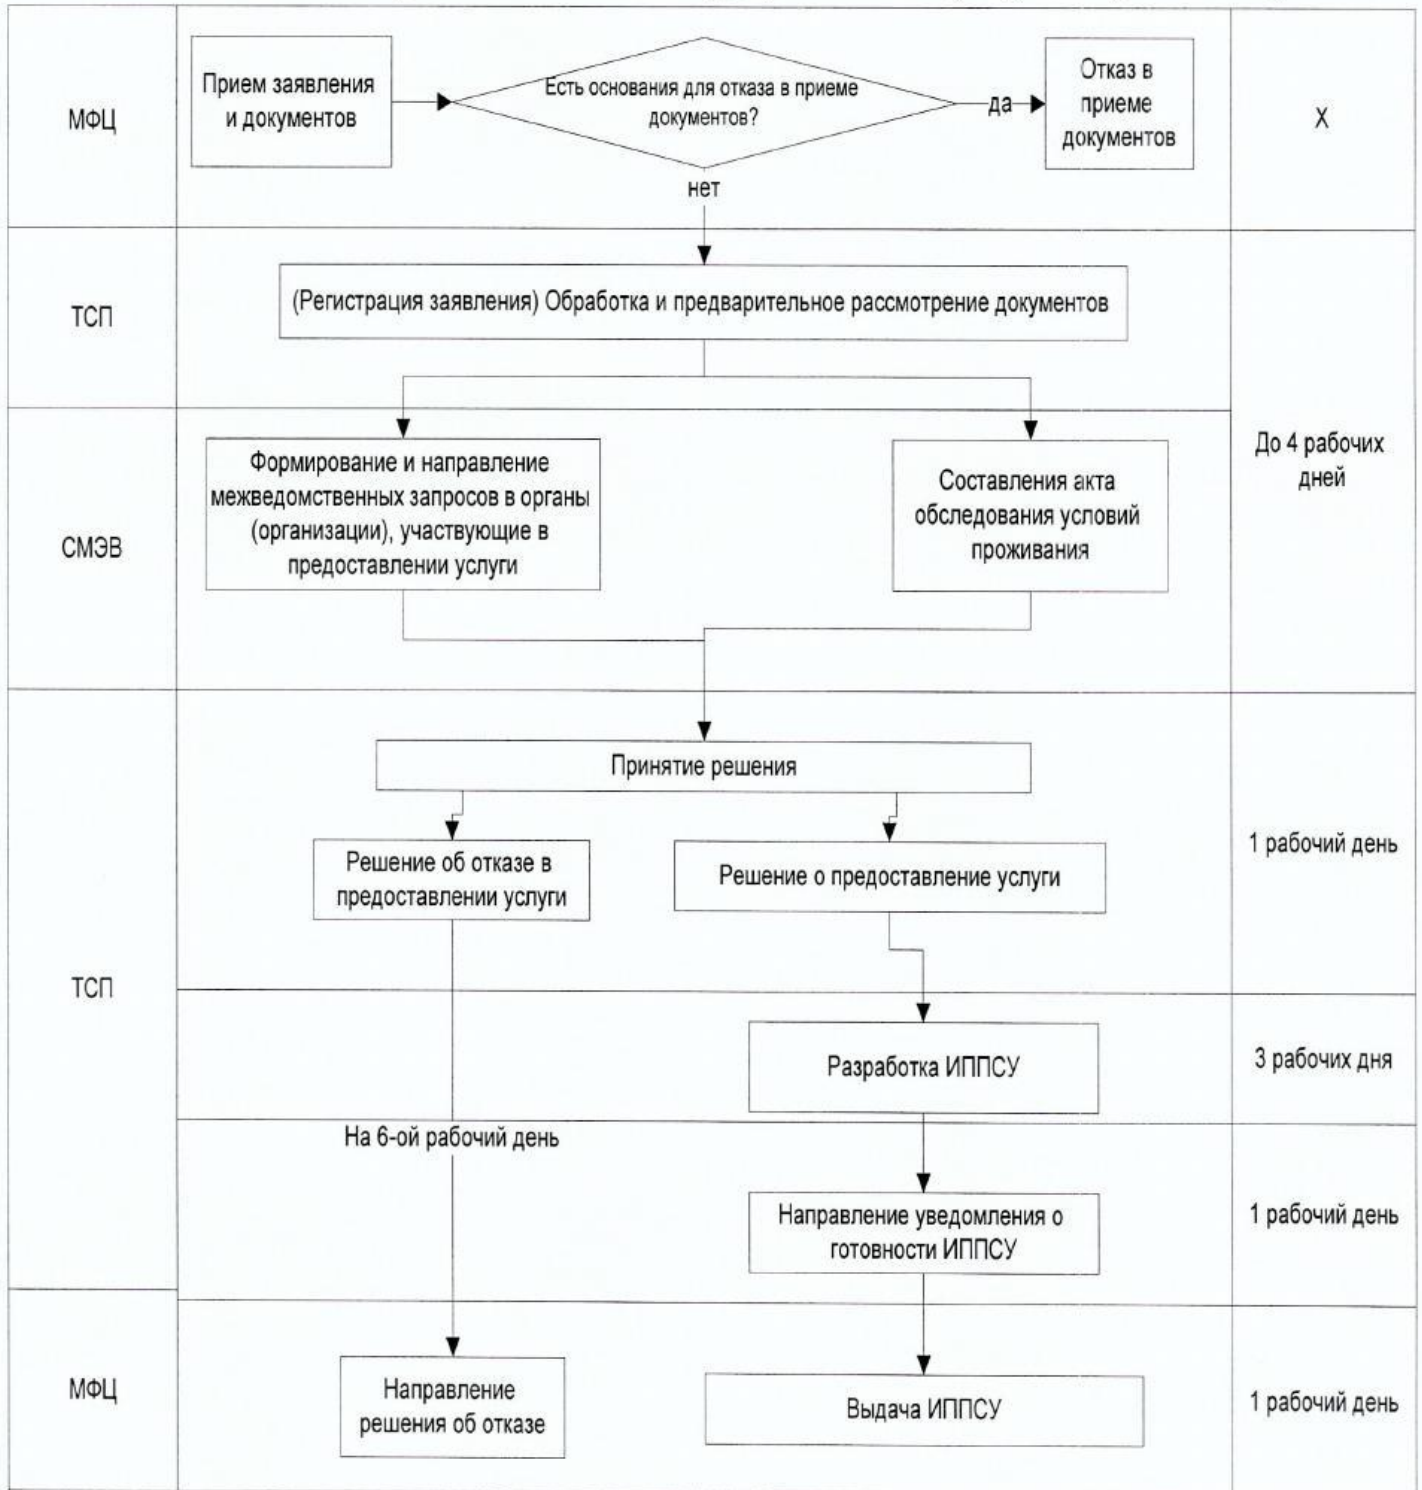 МФЦ
Прием заявления
и документов
Есть основания для отказа в приеме
документов?
да
Отказ в
приеме
документов
X
нет
ТСП
(Регистрация заявления) Обработка и предварительное рассмотрение документов
До 4 рабочих
дней
СМЭВ
Формирование и направление
межведомственных запросов в органы
(организации), участвующие в
предоставлении услуги
Составления акта
обследования условий
проживания
ТСП
Принятие решения
Решение об отказе в
предоставлении услуги
Решение о предоставление услуги
1 рабочий день
Разработка ИППСУ
3 рабочих дня
На 6-ой рабочий день
Направление уведомления о
готовности ИППСУ
1 рабочий день
МФЦ
Направление
решения об отказе
Выдача ИППСУ
1 рабочий день